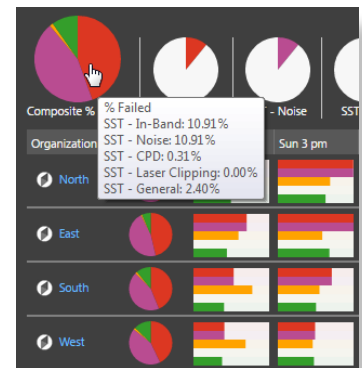 Composite %
- Noise
SST
% Failed
SST - In-Band: 10.91%
SST - Noise: 10.91%
SST - CPD: 0.31%
SST - Laser Clipping: 0.00%
SST - General: 2.40%
Organization
Sun 3 pm
North
East
South
West